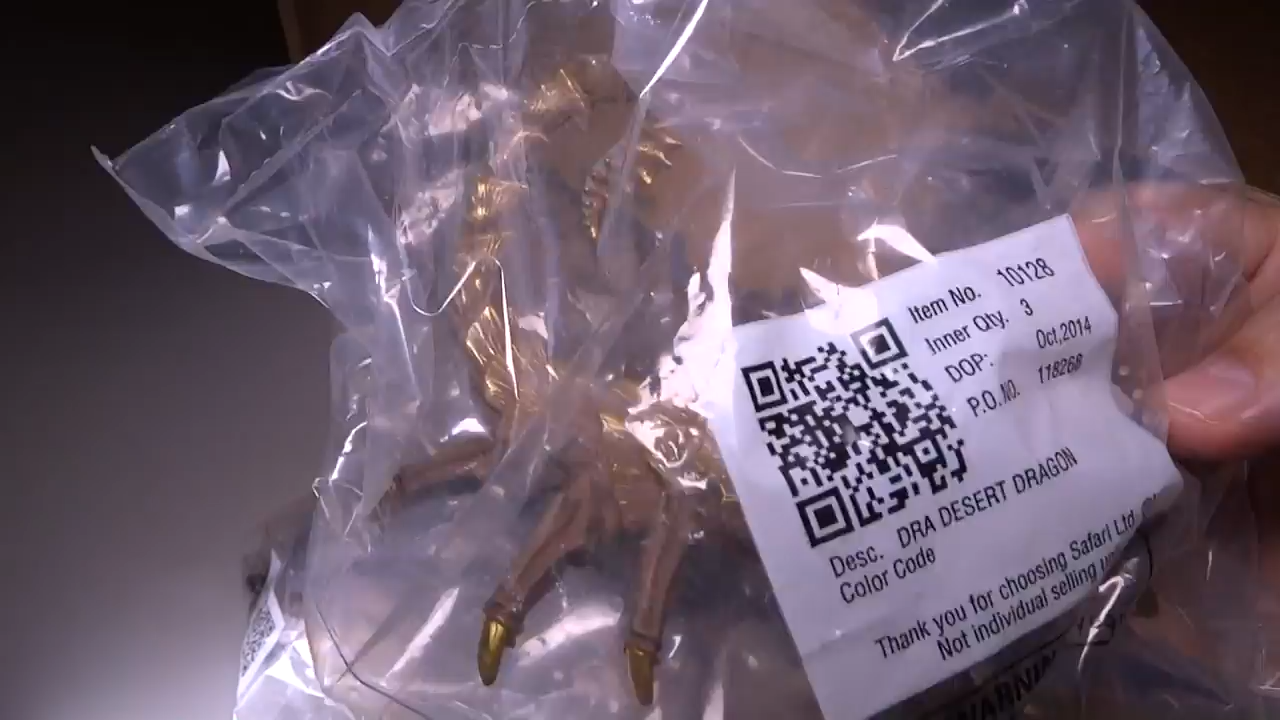 Item No. 10128
Inner Qty. 3
DOP: Oct,2014
P.O.NO. 118268
Desc. DRA DESERT DRAGON
Color Code
Thank you for choosing Safari Ltd
Not individual selling
WARNIN